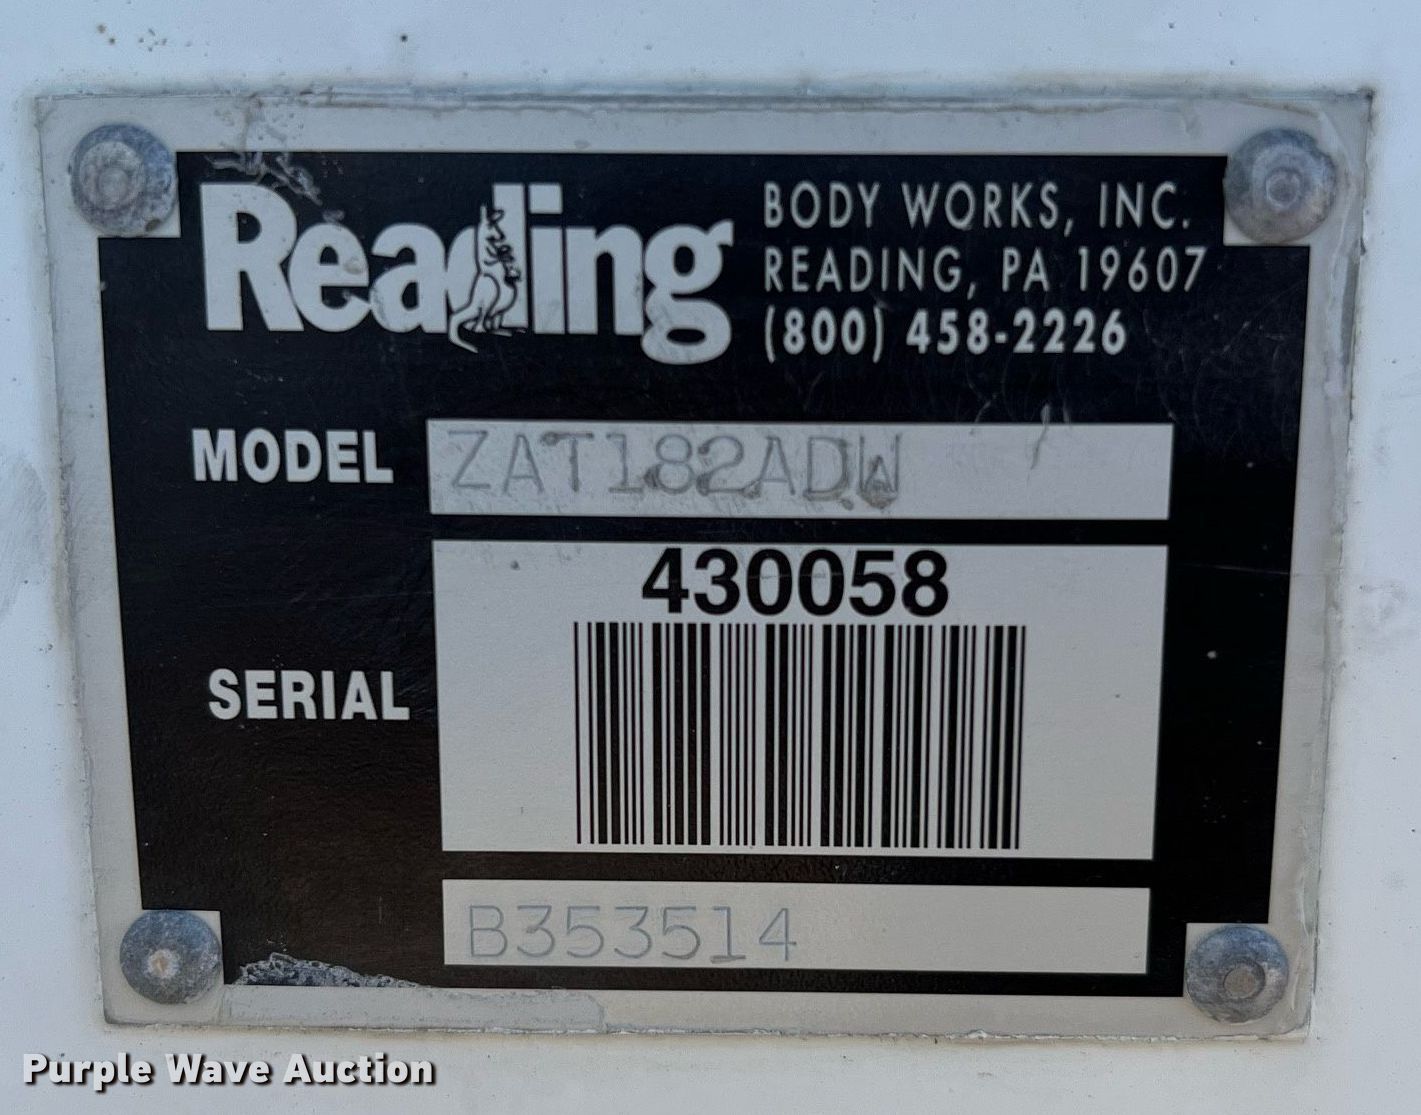 Reading
BODY WORKS, INC.
READING, PA 19607
(800) 458-2226
MODEL ZAT182ADW
430058
SERIAL
B353514
Purple Wave Auction